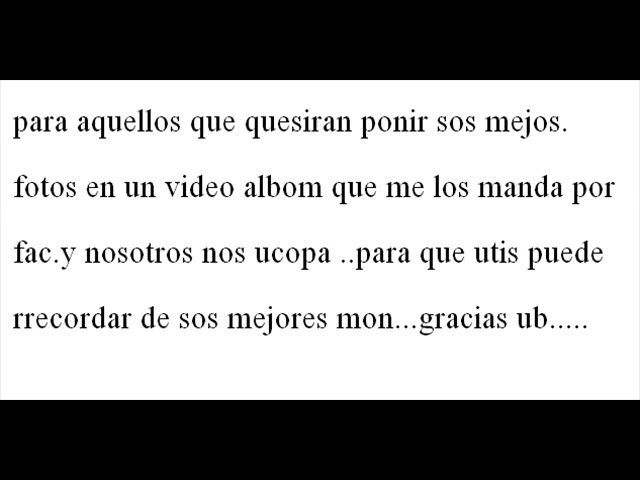 para aquellos que quesiran ponir sos mejos.
fotos en un video albom que me los manda por
fac.y nosotros nos ucopa ..para que utis puede
rrecordar de sos mejores mon...gracias ub.....